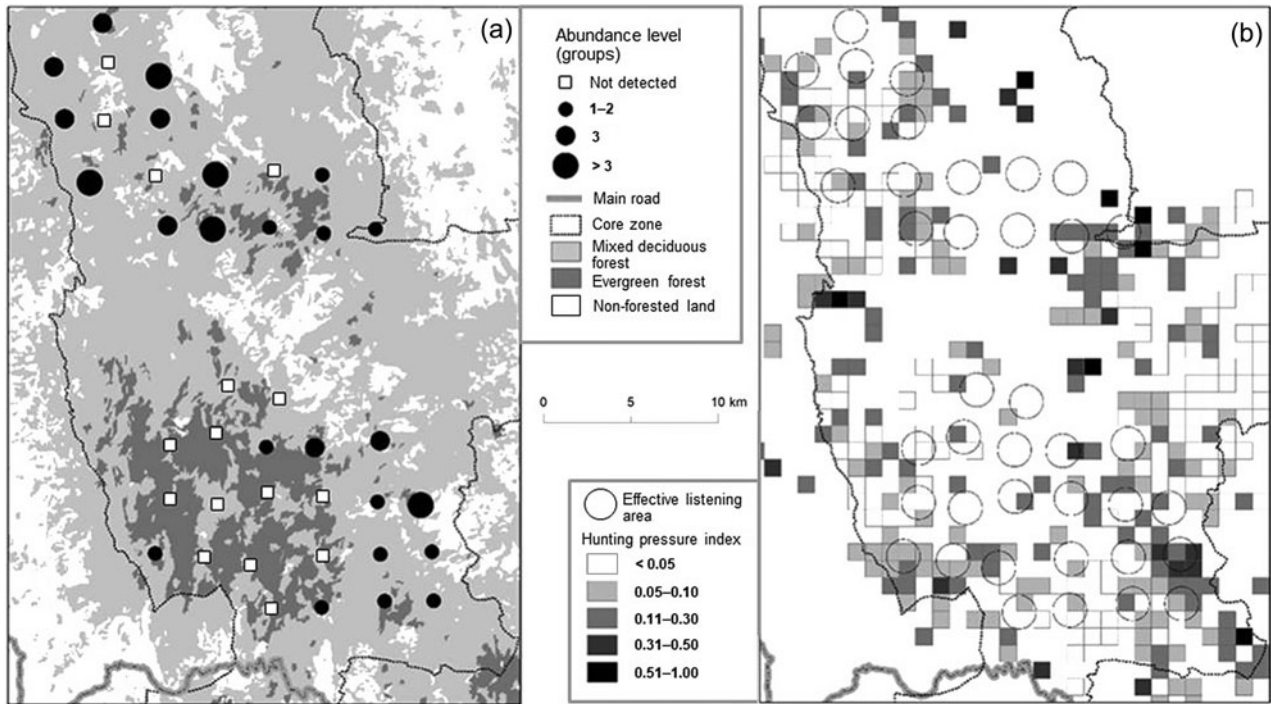 (a)
Abundance level
(groups)
Not detected
1–2
3
> 3
Main road
Core zone
Mixed deciduous
forest
Evergreen forest
Non-forested land
0 5 10 km
Effective listening
area
Hunting pressure index
< 0.05
0.05–0.10
0.11–0.30
0.31–0.50
0.51–1.00
(b)